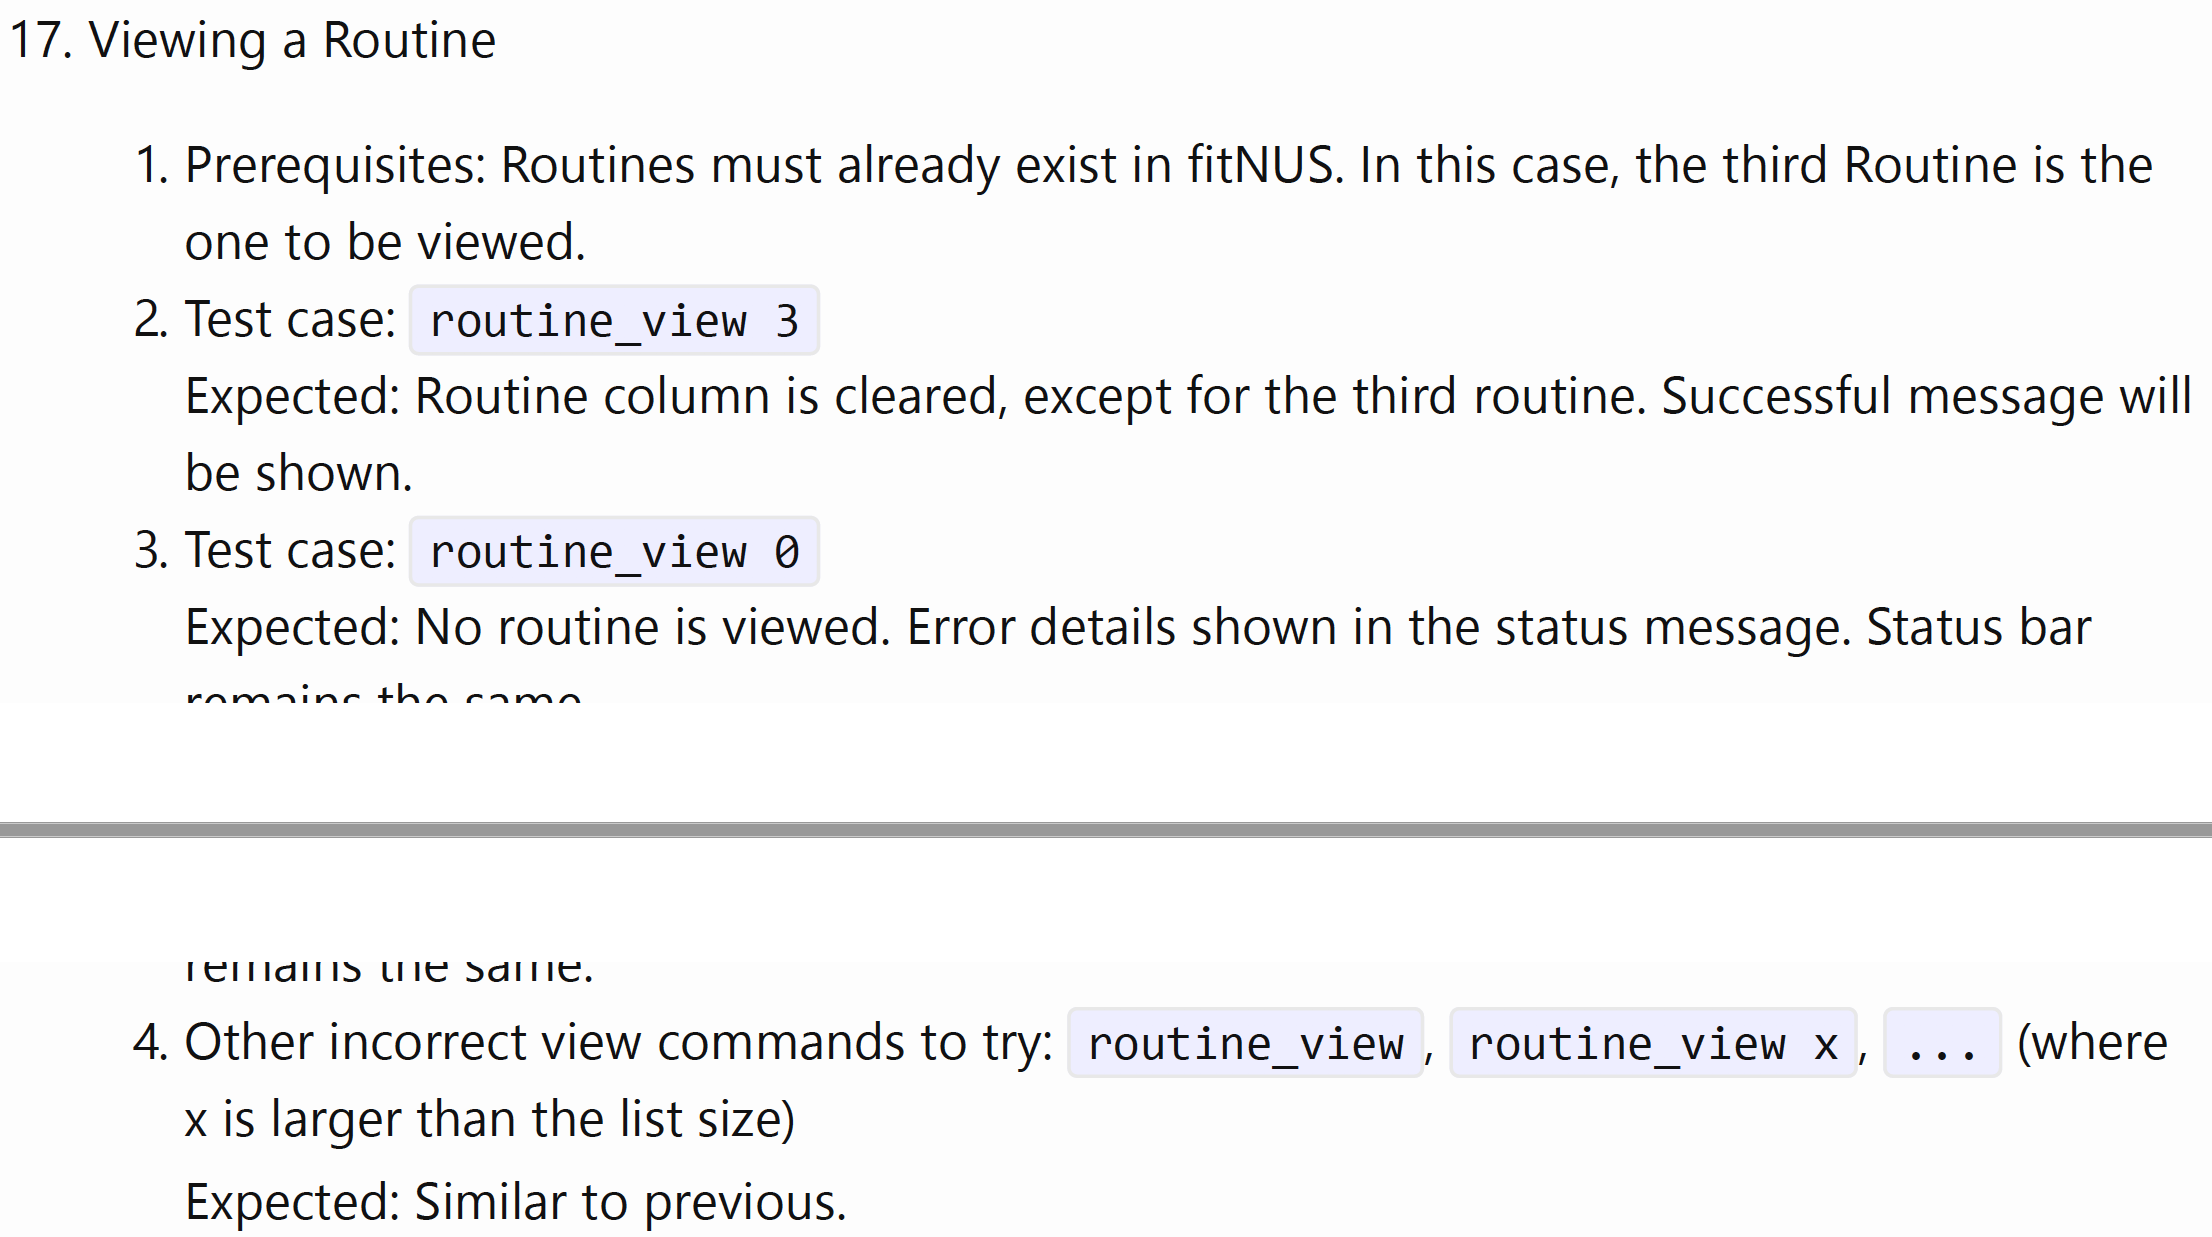 17. Viewing a Routine
1. Prerequisites: Routines must already exist in fitNUS. In this case, the third Routine is the
one to be viewed.
2. Test case: routine_view 3
Expected: Routine column is cleared, except for the third routine. Successful message will
be shown.
3. Test case: routine_view 0
Expected: No routine is viewed. Error details shown in the status message. Status bar
remains the same
remains the same.
4. Other incorrect view commands to try: routine_view, routine_view x, ... (where
x is larger than the list size)
Expected: Similar to previous.